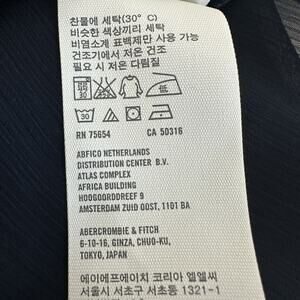 찬물에 세탁(30° C)
비슷한 색상끼리 세탁
비염소계 표백제만 사용 가능
건조기에서 저온 건조
필요 시 저온 다림질
低
30
RN 75654 CA 50316
ABFICO NETHERLANDS
DISTRIBUTION CENTER B.V.
ATLAS COMPLEX
AFRICA BUILDING
HOOGOORDDREEF 9
AMSTERDAM ZUID OOST, 1101 BA
ABERCROMBIE & FITCH
6-10-16, GINZA, CHUO-KU,
TOKYO, JAPAN
에이에프에이치 코리아 엘엘씨
서울시 서초구 서초동 1321-1